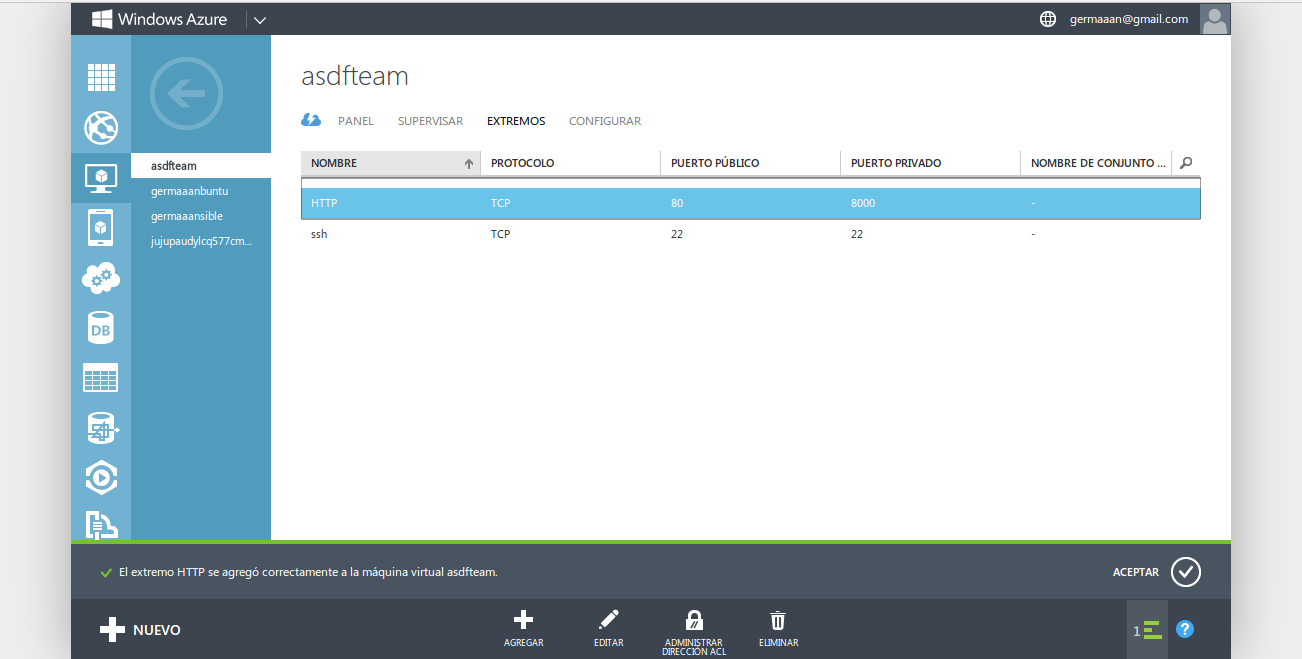 Windows Azure
germaaan@gmail.com
asdfteam
germaaanbuntu
germaaansible
jujupaudylcq577cm...
DB
asdfteam
PANEL SUPERVISAR EXTREMOS CONFIGURAR
NOMBRE PROTOCOLO PUERTO PÚBLICO PUERTO PRIVADO NOMBRE DE CONJUNTO ...
HTTP TCP 80 8000 -
ssh TCP 22 22 -
El extremo HTTP se agregó correctamente a la máquina virtual asdfteam.
ACEPTAR
NUEVO
AGREGAR
EDITAR
ADMINISTRAR
DIRECCIÓN ACL
ELIMINAR
1
?